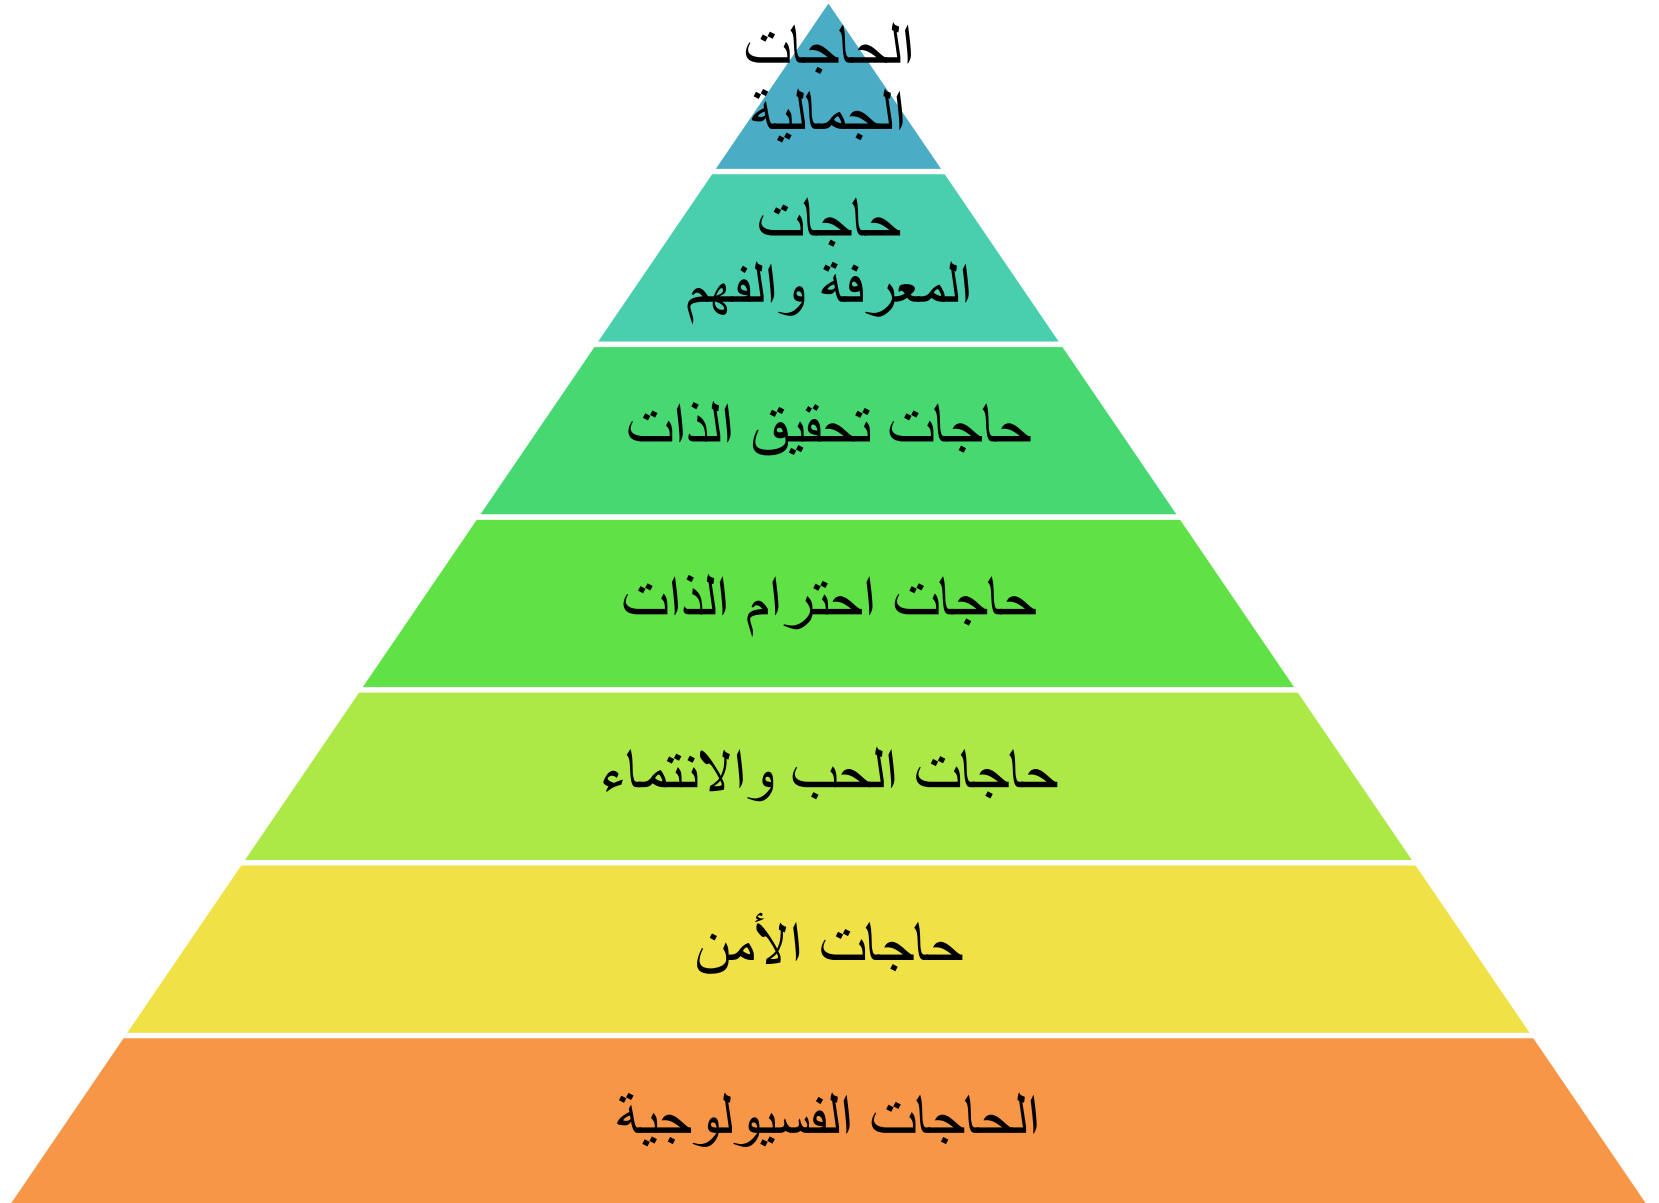 الحاجات
الجمالية
حاجات
المعرفة والفهم
حاجات تحقيق الذات
حاجات احترام الذات
حاجات الحب والانتماء
حاجات الأمن
الحاجات الفسيولوجية